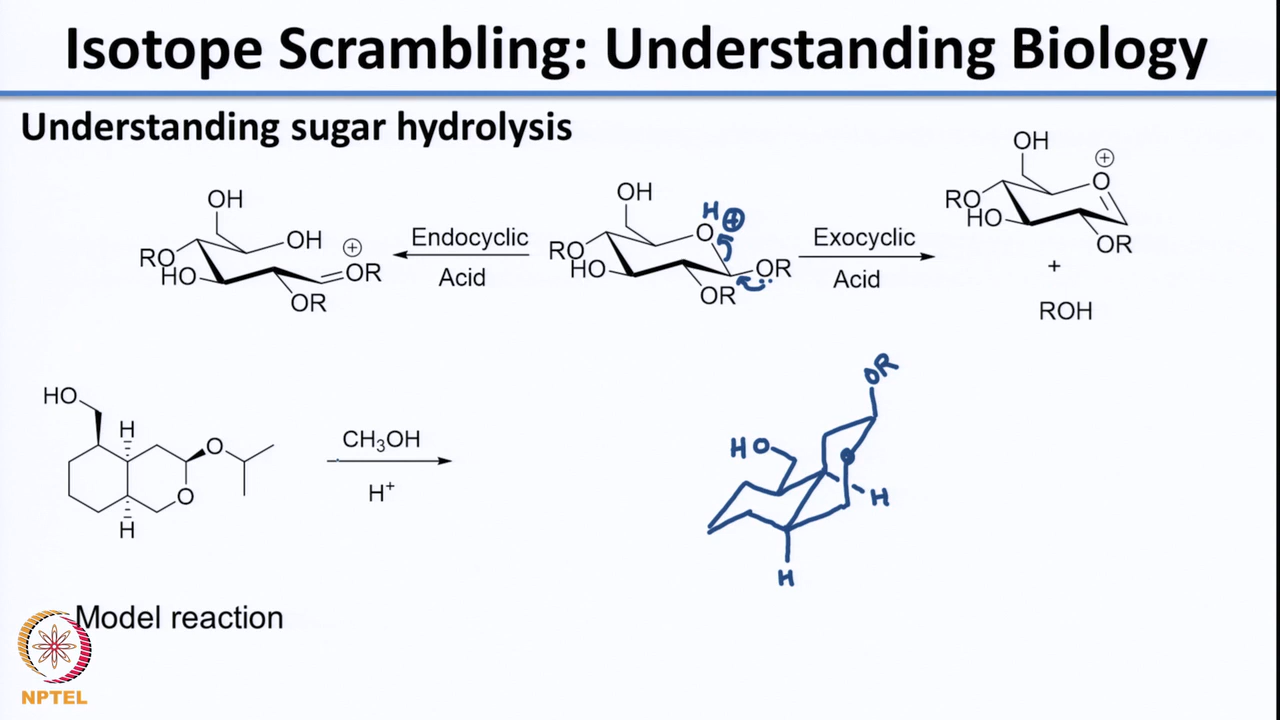 Isotope Scrambling: Understanding Biology
Understanding sugar hydrolysis
OH
OH
RO
HO
⊕
OR
OR
Endocyclic
Acid
OH
H ⊕
O
RO
HO
OR
OR
Exocyclic
Acid
OH
⊕
O
RO
HO
OR
+
ROH
HO
H
O
O
H
CH3OH
H+
OR
HO
H
H
Model reaction
NPTEL